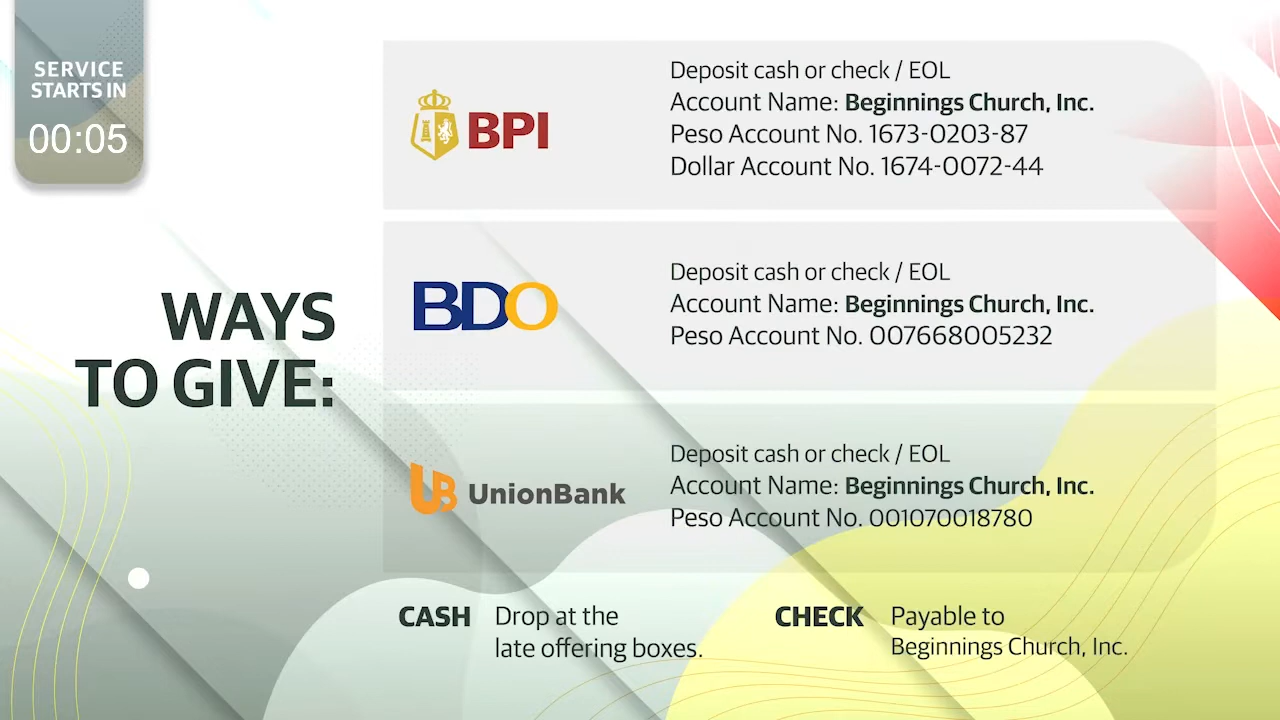 SERVICE
STARTS IN
00:05
WAYS
TO GIVE:
BPI
Deposit cash or check / EOL
Account Name: Beginnings Church, Inc.
Peso Account No. 1673-0203-87
Dollar Account No. 1674-0072-44
BDO
Deposit cash or check / EOL
Account Name: Beginnings Church, Inc.
Peso Account No. 007668005232
UB UnionBank
Deposit cash or check / EOL
Account Name: Beginnings Church, Inc.
Peso Account No. 001070018780
CASH Drop at the
late offering boxes.
CHECK Payable to
Beginnings Church, Inc.